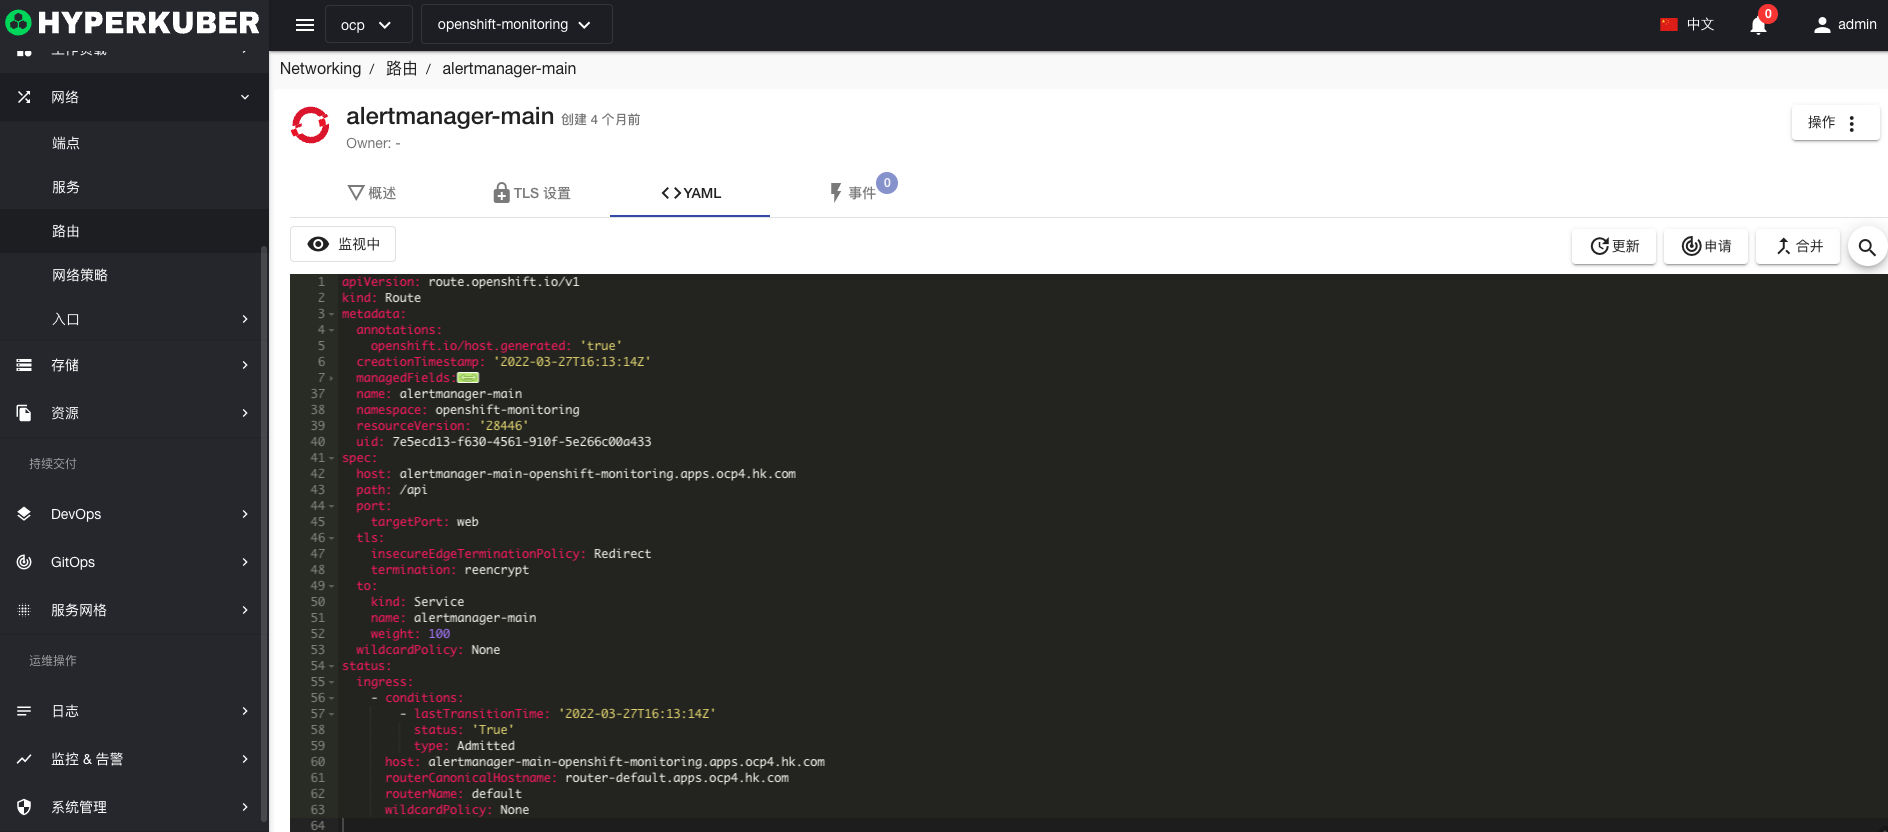 HYPERKUBER
ocp
openshift-monitoring
中文
0
admin
工作负载
网络
端点
服务
路由
网络策略
入口
存储
资源
持续交付
DevOps
GitOps
服务网格
运维操作
日志
监控 & 告警
系统管理
Networking / 路由 / alertmanager-main
alertmanager-main 创建 4 个月前
Owner: -
操作
概述
TLS 设置
YAML
事件
0
监视中
更新
申请
合并
1 apiVersion: route.openshift.io/v1
2 kind: Route
3 metadata:
4 annotations:
5 openshift.io/host.generated: 'true'
6 creationTimestamp: '2022-03-27T16:13:14Z'
7 managedFields:
37 name: alertmanager-main
38 namespace: openshift-monitoring
39 resourceVersion: '28446'
40 uid: 7e5ecd13-f630-4561-910f-5e266c00a433
41 spec:
42 host: alertmanager-main-openshift-monitoring.apps.ocp4.hk.com
43 path: /api
44 port:
45 targetPort: web
46 tls:
47 insecureEdgeTerminationPolicy: Redirect
48 termination: reencrypt
49 to:
50 kind: Service
51 name: alertmanager-main
52 weight: 100
53 wildcardPolicy: None
54 status:
55 ingress:
56 - conditions:
57 - lastTransitionTime: '2022-03-27T16:13:14Z'
58 status: 'True'
59 type: Admitted
60 host: alertmanager-main-openshift-monitoring.apps.ocp4.hk.com
61 routerCanonicalHostname: router-default.apps.ocp4.hk.com
62 routerName: default
63 wildcardPolicy: None
64